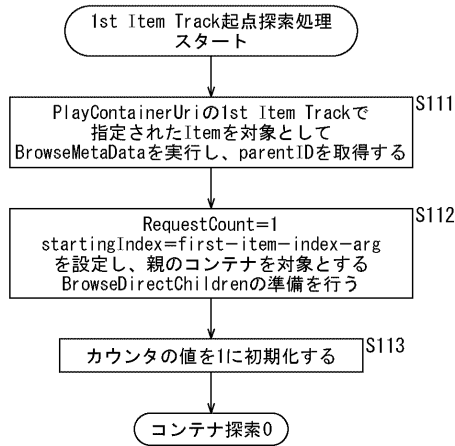 1st Item Track起点探索処理
スタート
PlayContainerUriの1st Item Trackで
指定されたItemを対象として
BrowseMetaDataを実行し、parentIDを取得する
S111
RequestCount=1
startingIndex=first-item-index-arg
を設定し、親のコンテナを対象とする
BrowseDirectChildrenの準備を行う
S112
カウンタの値を1に初期化する
S113
コンテナ探索0